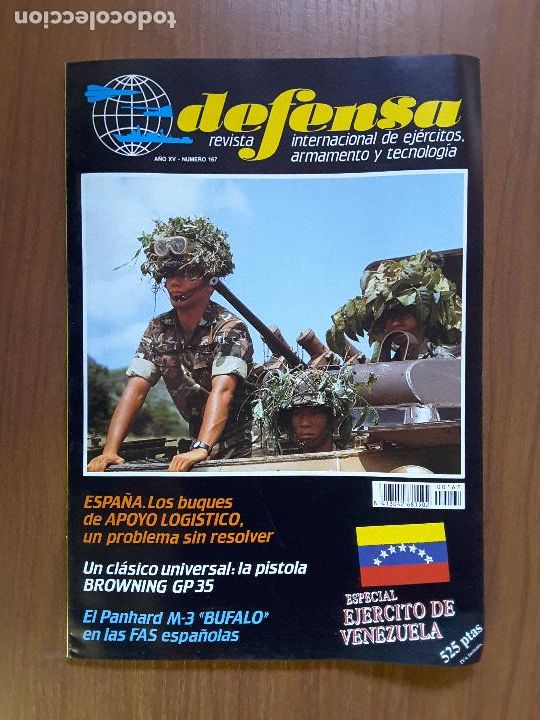 todocoleccion
defensa
revista internacional de ejércitos,
armamento y tecnología
AÑO XV - NUMERO 167
00167
ESPAÑA. Los buques
de APOYO LOGISTICO,
un problema sin resolver
Un clásico universal: la pistola
BROWNING GP35
El Panhard M-3 "BUFALO"
en las FAS españolas
ESPECIAL
EJERCITO DE
VENEZUELA
525 ptas